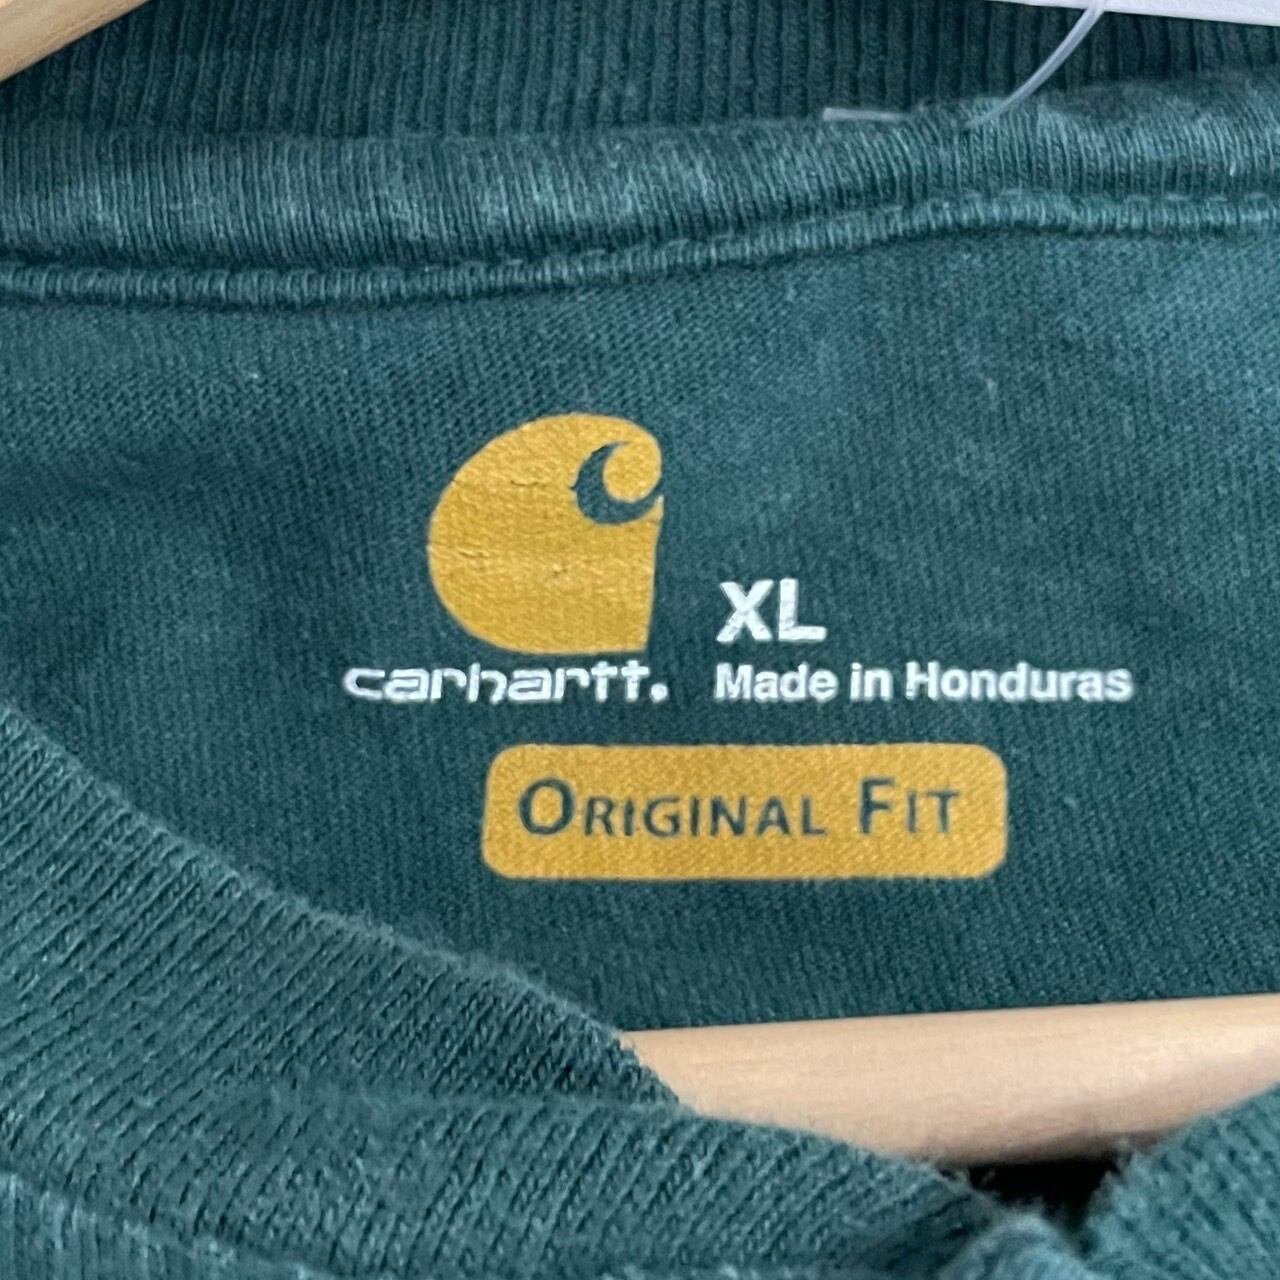 carhartt.
XL
Made in Honduras
ORIGINAL FIT